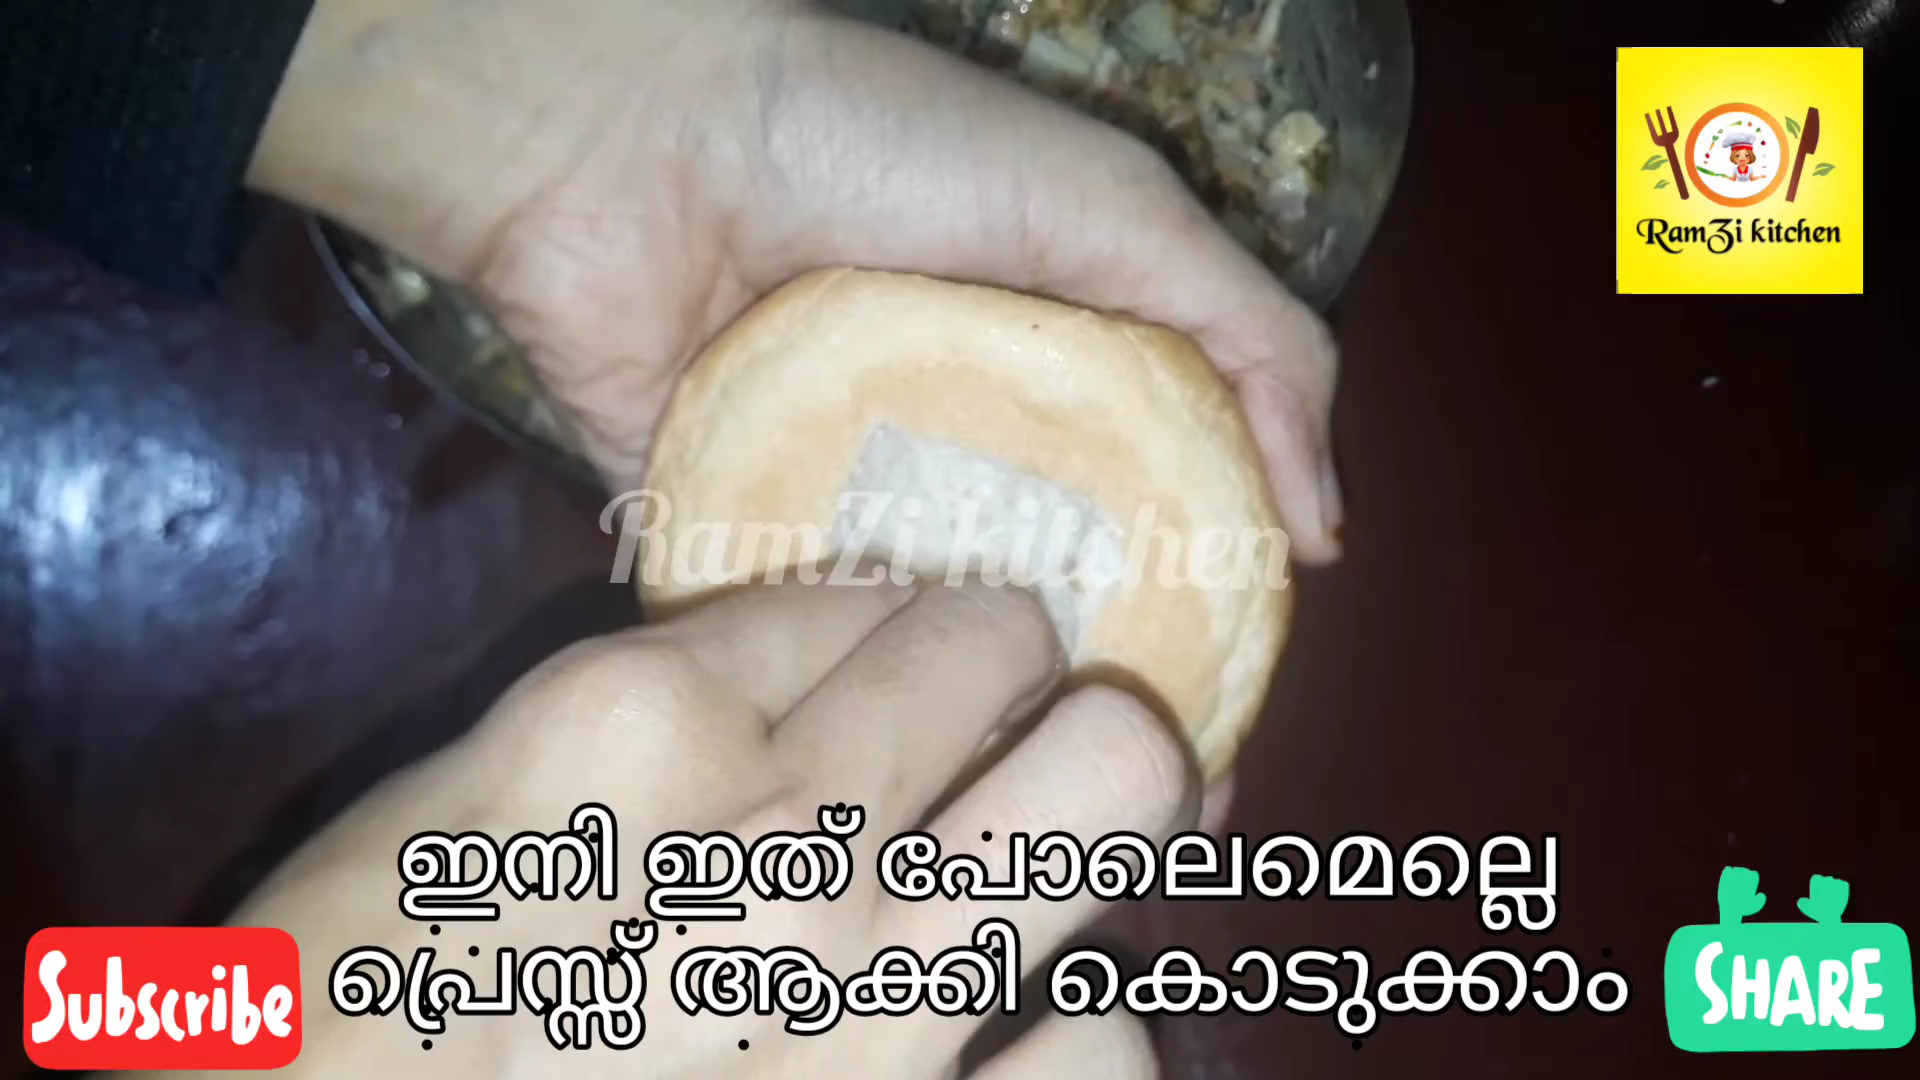 RamZi kitchen
RamZi kitchen
ഇനി ഇത് പോലെമെല്ലെ
പ്രെസ്സ് ആക്കി കൊടുക്കാം
Subscribe
SHARE